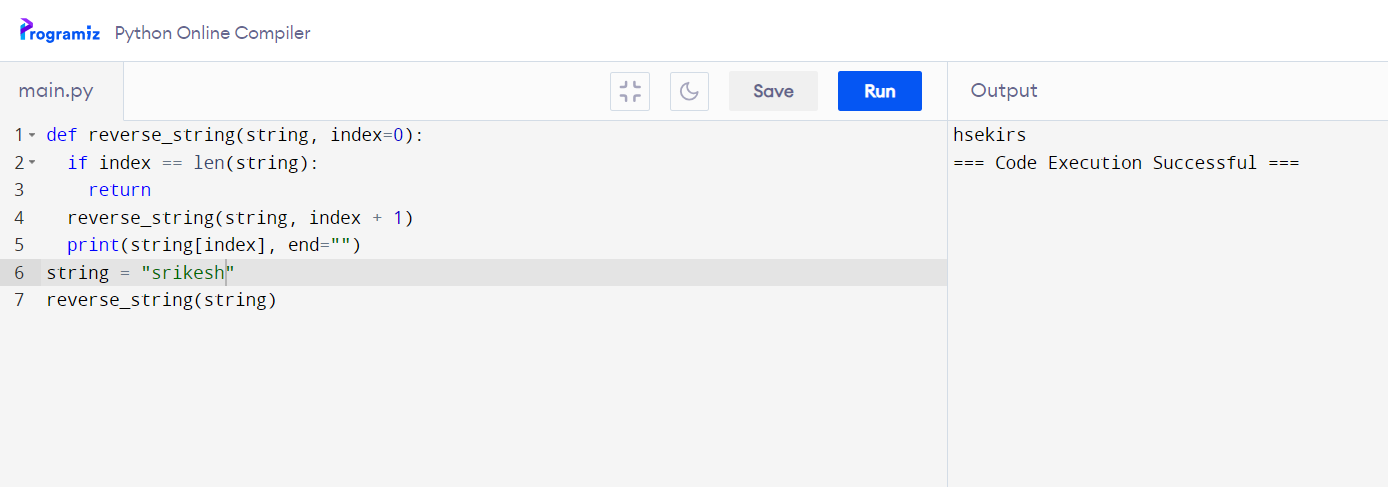 Programiz Python Online Compiler
main.py Save Run Output
1 def reverse_string(string, index=0):
2   if index == len(string):
3     return
4   reverse_string(string, index + 1)
5   print(string[index], end="")
6 string = "srikesh"
7 reverse_string(string)
hsekirs
=== Code Execution Successful ===